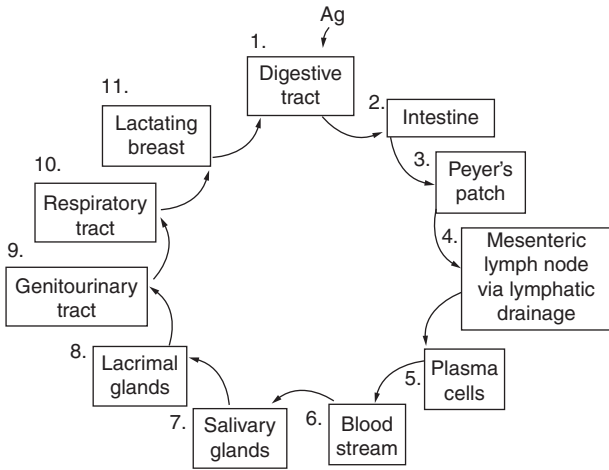 Ag
1.
Digestive
tract
2.
Intestine
3.
Peyer's
patch
4.
Mesenteric
lymph node
via lymphatic
drainage
5.
Plasma
cells
6.
Blood
stream
7.
Salivary
glands
8.
Lacrimal
glands
9.
Genitourinary
tract
10.
Respiratory
tract
11.
Lactating
breast